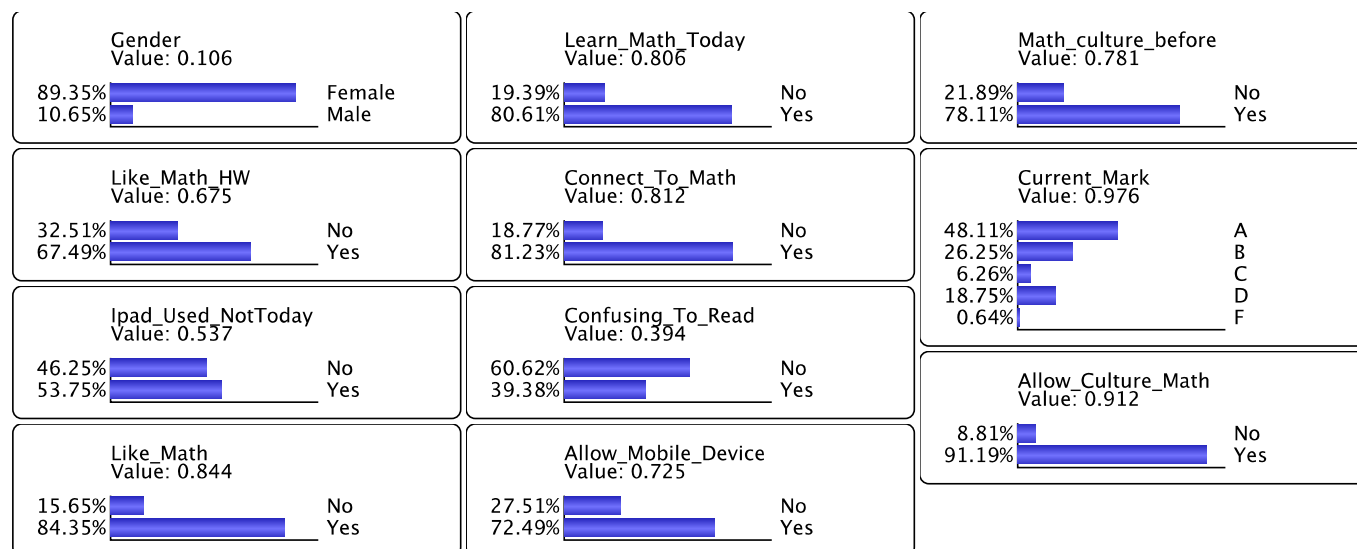 Gender
Value: 0.106
89.35% Female
10.65% Male
Like_Math_HW
Value: 0.675
32.51% No
67.49% Yes
Ipad_Used_NotToday
Value: 0.537
46.25% No
53.75% Yes
Like_Math
Value: 0.844
15.65% No
84.35% Yes
Learn_Math_Today
Value: 0.806
19.39% No
80.61% Yes
Connect_To_Math
Value: 0.812
18.77% No
81.23% Yes
Confusing_To_Read
Value: 0.394
60.62% No
39.38% Yes
Allow_Mobile_Device
Value: 0.725
27.51% No
72.49% Yes
Math_culture_before
Value: 0.781
21.89% No
78.11% Yes
Current_Mark
Value: 0.976
48.11% A
26.25% B
6.26% C
18.75% D
0.64% F
Allow_Culture_Math
Value: 0.912
8.81% No
91.19% Yes